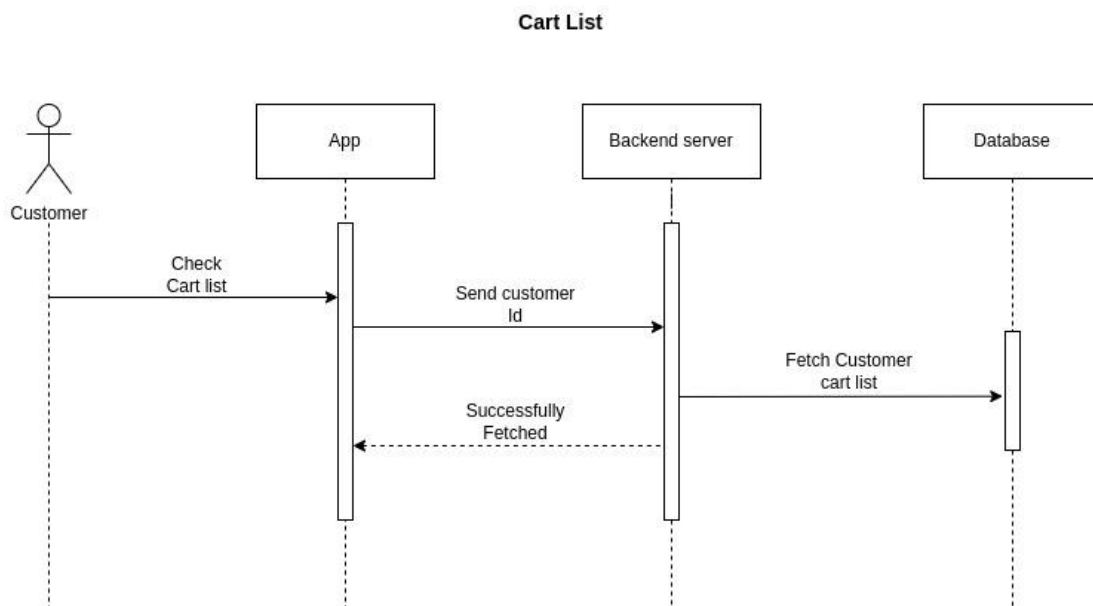 Cart List
App
Backend server
Database
Customer
Check
Cart list
Send customer
Id
Fetch Customer
cart list
Successfully
Fetched